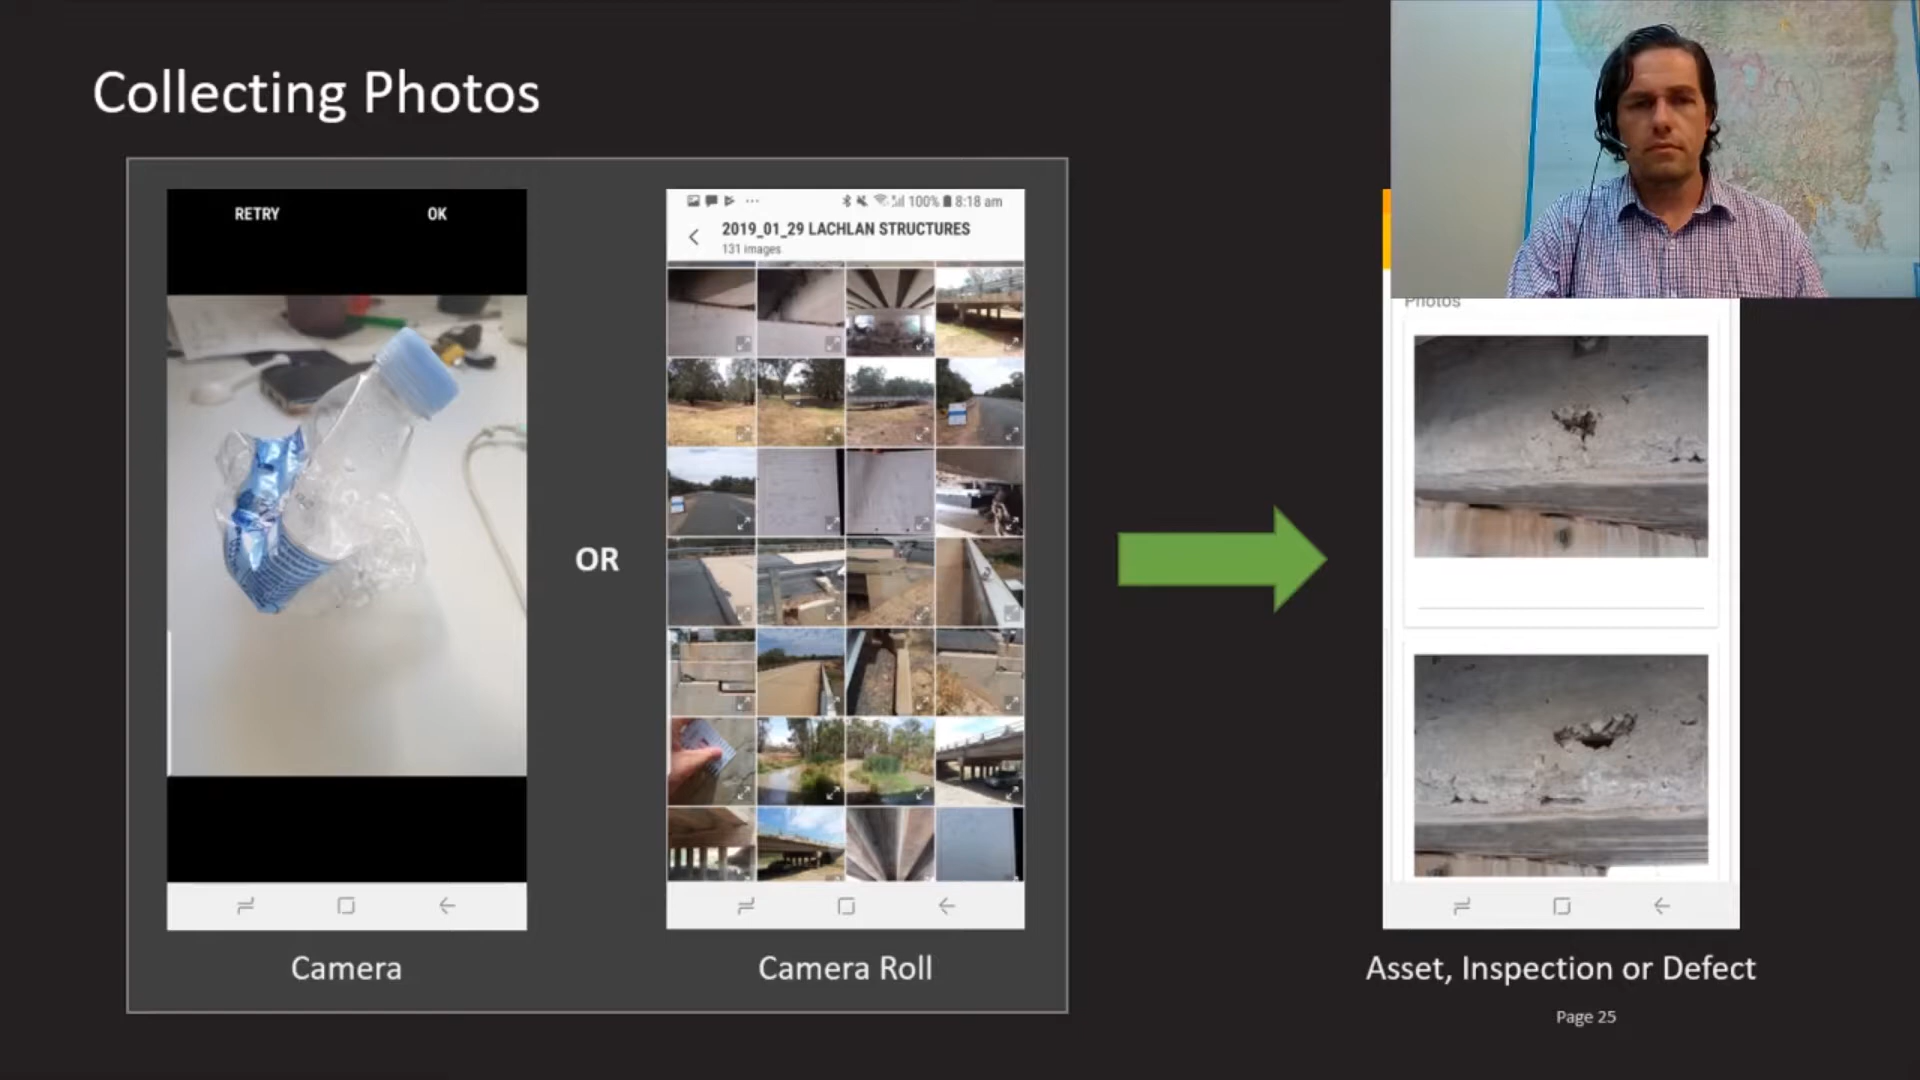 Collecting Photos
RETRY
OK
100%
8:18 am
2019_01_29 LACHLAN STRUCTURES
131 images
OR
Photos
Camera
Camera Roll
Asset, Inspection or Defect
Page 25